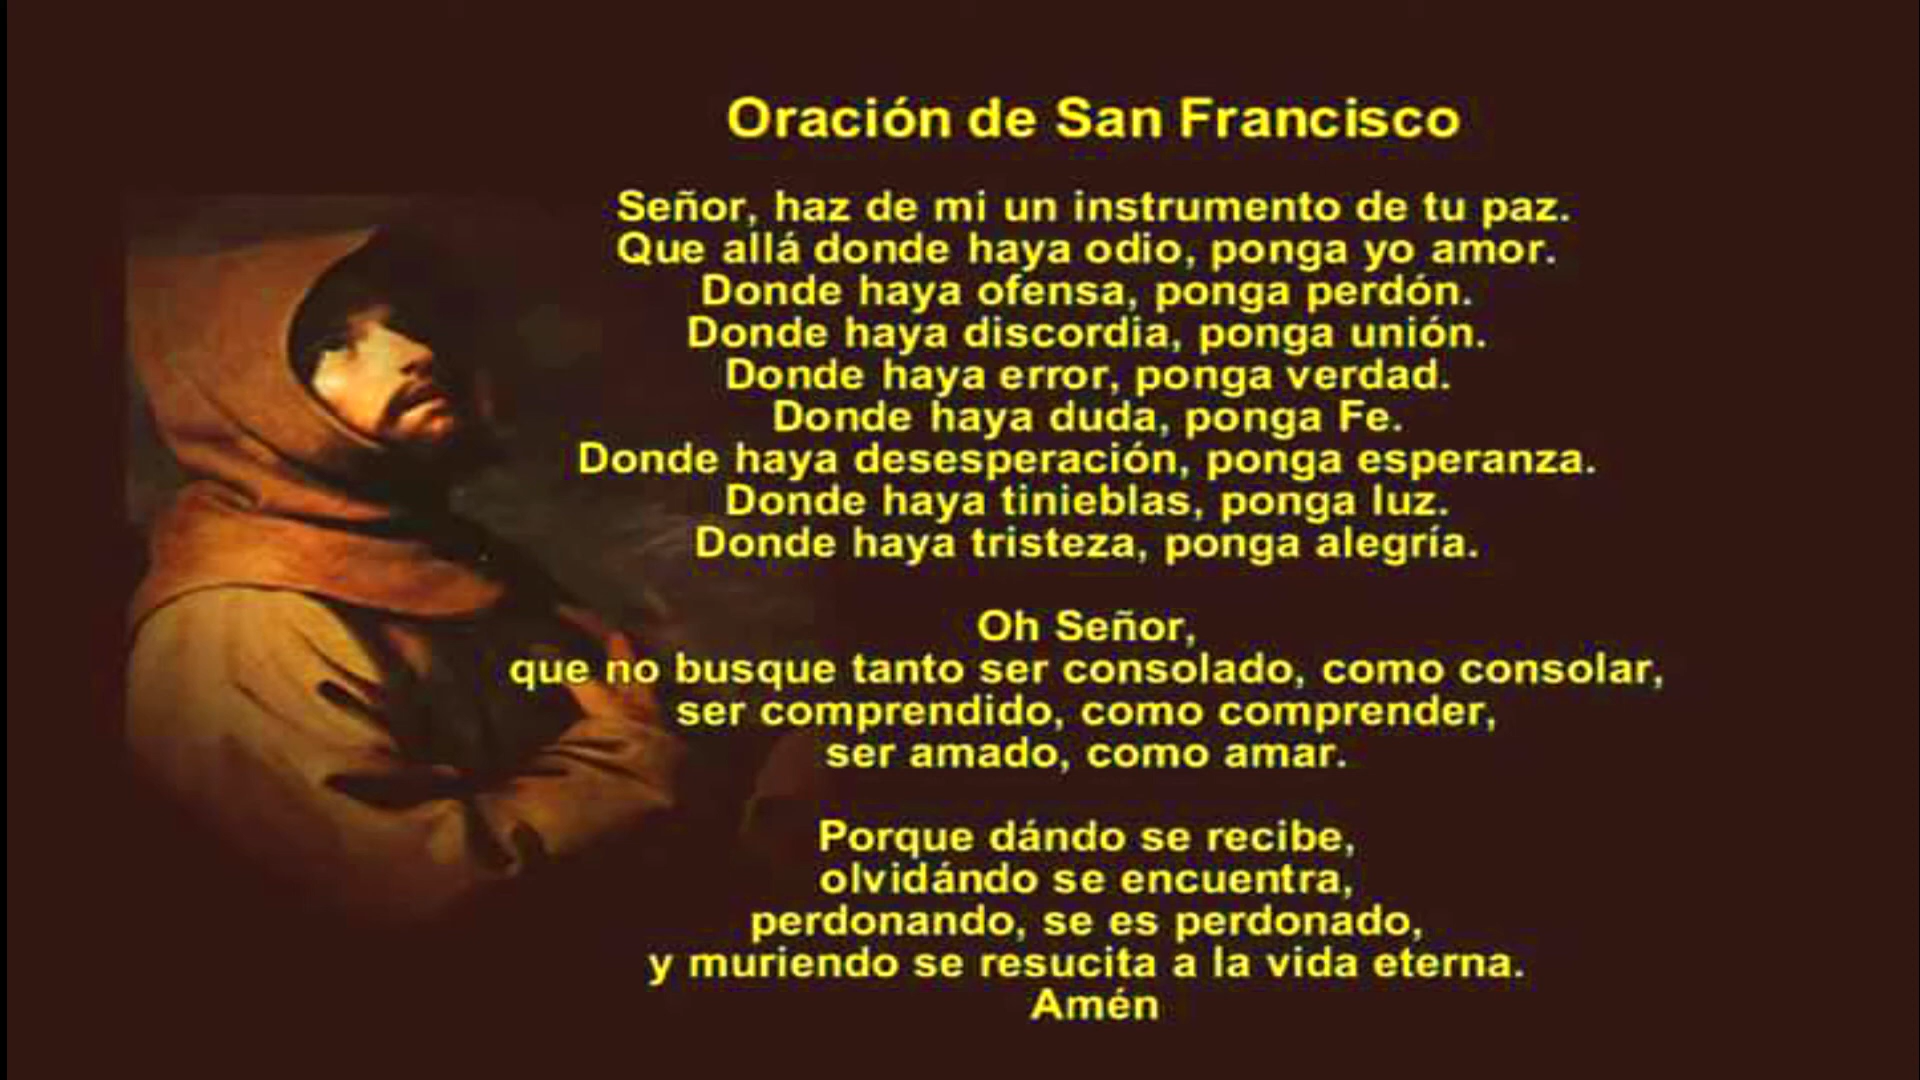 Oración de San Francisco
Señor, haz de mi un instrumento de tu paz.
Que allá donde haya odio, ponga yo amor.
Donde haya ofensa, ponga perdón.
Donde haya discordia, ponga unión.
Donde haya error, ponga verdad.
Donde haya duda, ponga Fe.
Donde haya desesperación, ponga esperanza.
Donde haya tinieblas, ponga luz.
Donde haya tristeza, ponga alegría.
Oh Señor,
que no busque tanto ser consolado, como consolar,
ser comprendido, como comprender,
ser amado, como amar.
Porque dándo se recibe,
olvidándo se encuentra,
perdonando, se es perdonado,
y muriendo se resucita a la vida eterna.
Amén